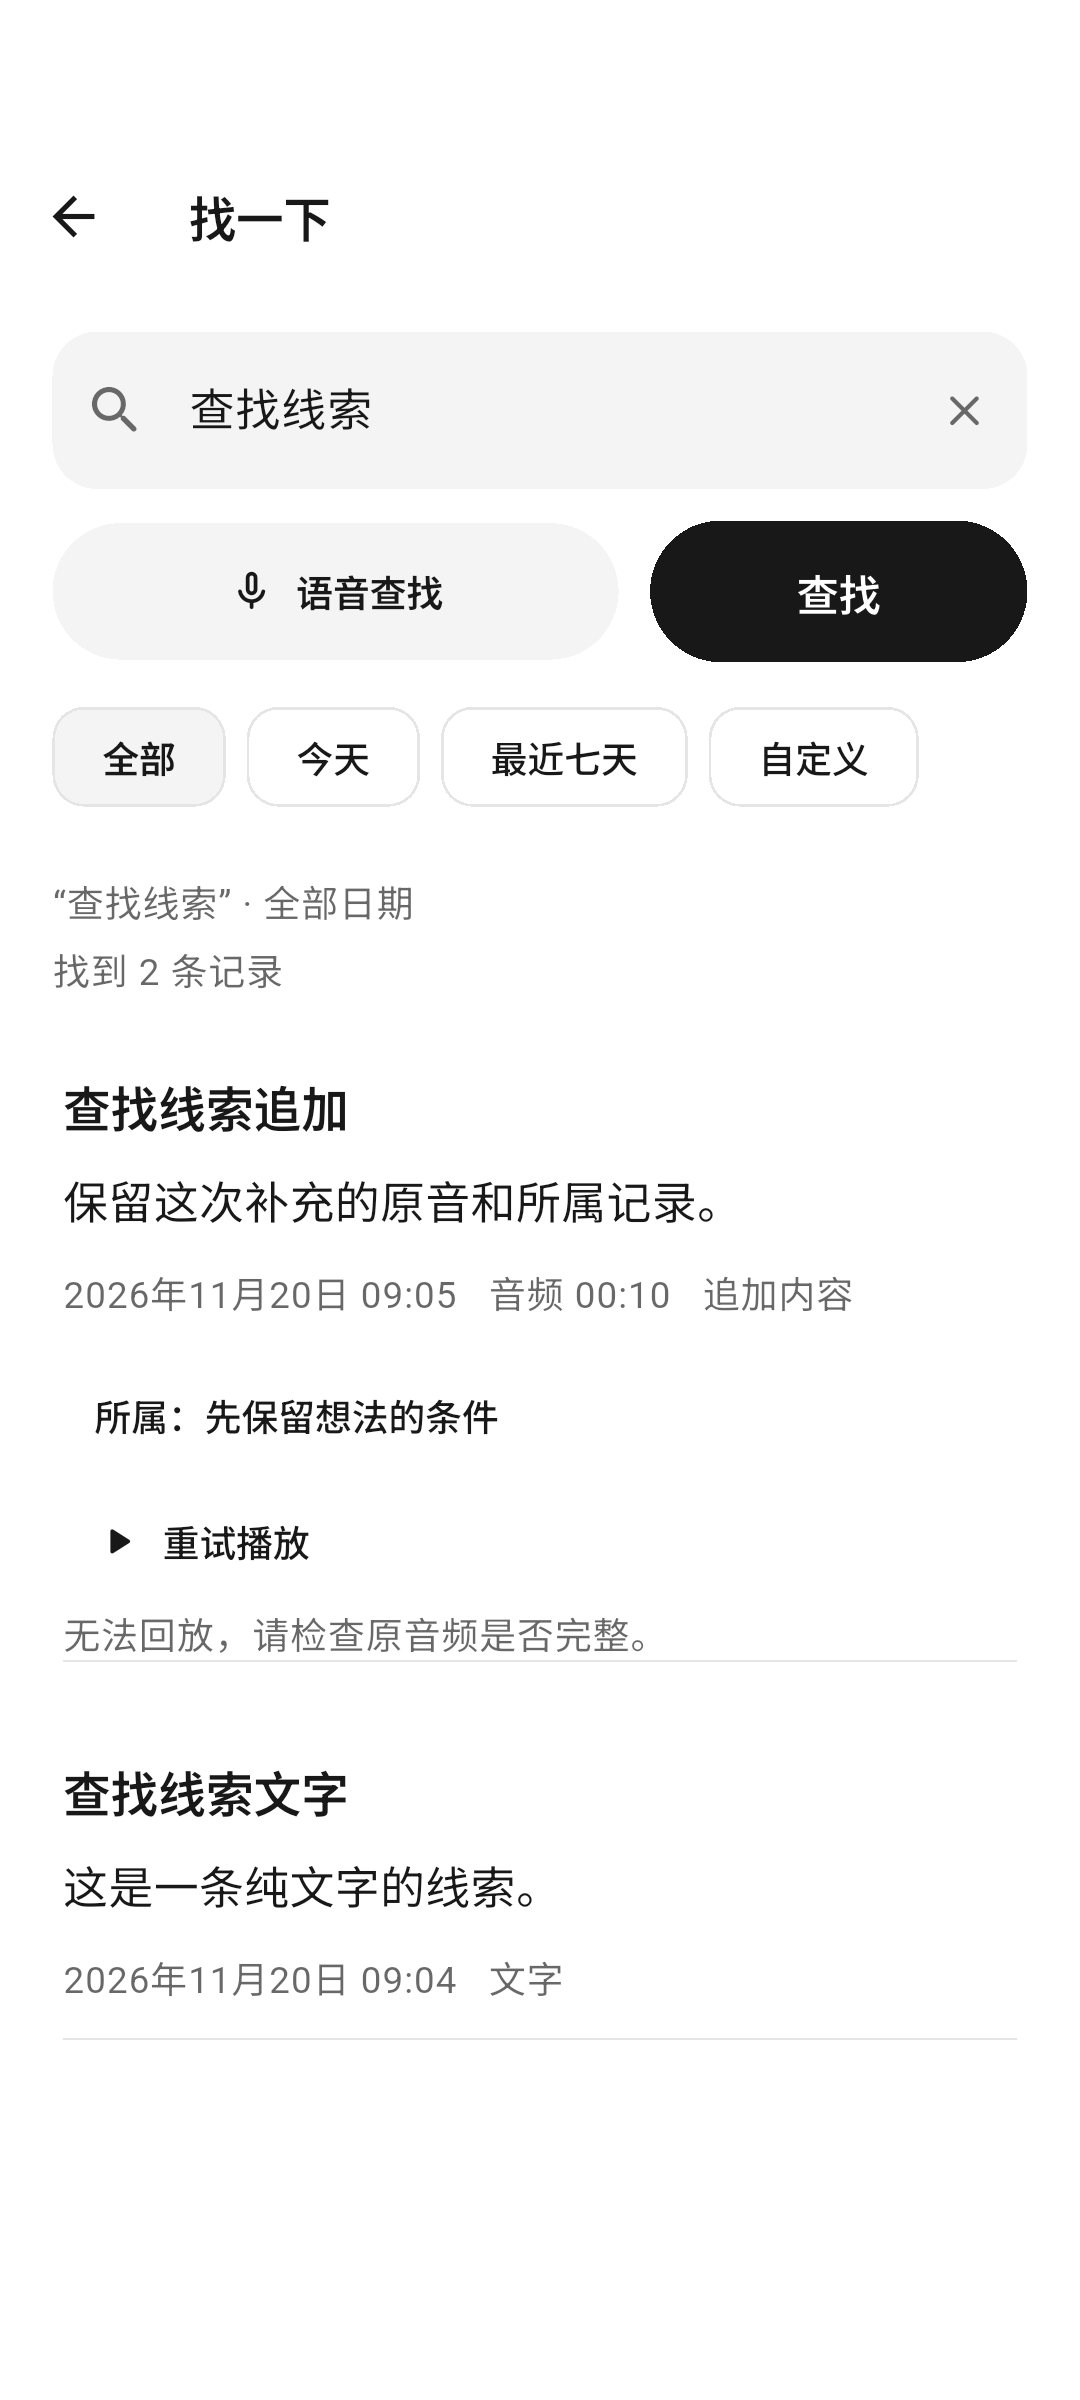 找一下
查找线索
语音查找
查找
全部 今天 最近七天 自定义
“查找线索” · 全部日期
找到 2 条记录
查找线索追加
保留这次补充的原音和所属记录。
2026年11月20日 09:05 音频 00:10 追加内容
所属：先保留想法的条件
重试播放
无法回放，请检查原音频是否完整。
查找线索文字
这是一条纯文字的线索。
2026年11月20日 09:04 文字